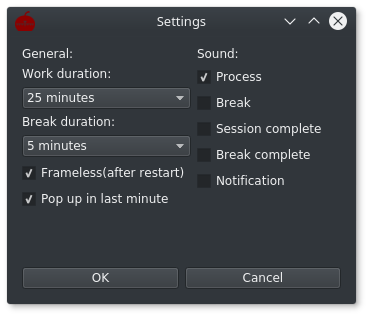 Settings
General:
Work duration:
25 minutes
Break duration:
5 minutes
Frameless(after restart)
Pop up in last minute
Sound:
Process
Break
Session complete
Break complete
Notification
OK
Cancel